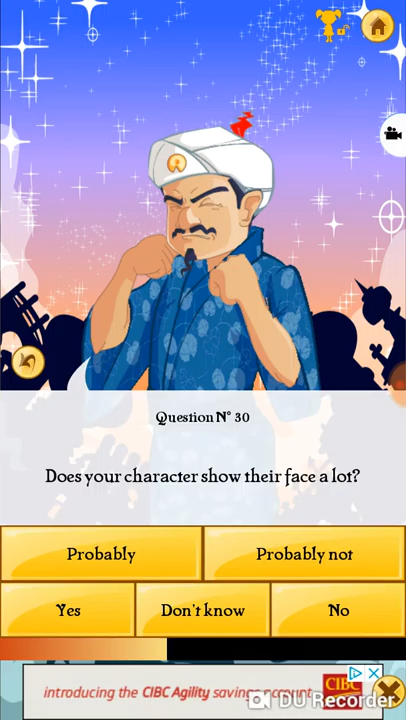 Question N° 30
Does your character show their face a lot?
Probably
Probably not
Yes
Don't know
No
introducing the CIBC Agility savings account
CIBC
DU Recorder